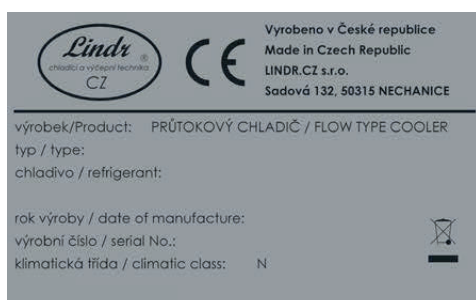 Lindr ®
chladící a výčepní technika
CZ
CE
Vyrobeno v České republice
Made in Czech Republic
LINDR.CZ s.r.o.
Sadová 132, 50315 NECHANICE
výrobek/Product: PRŮTOKOVÝ CHLADIČ / FLOW TYPE COOLER
typ / type:
chladivo / refrigerant:
rok výroby / date of manufacture:
výrobní číslo / serial No.:
klimatická třída / climatic class: N